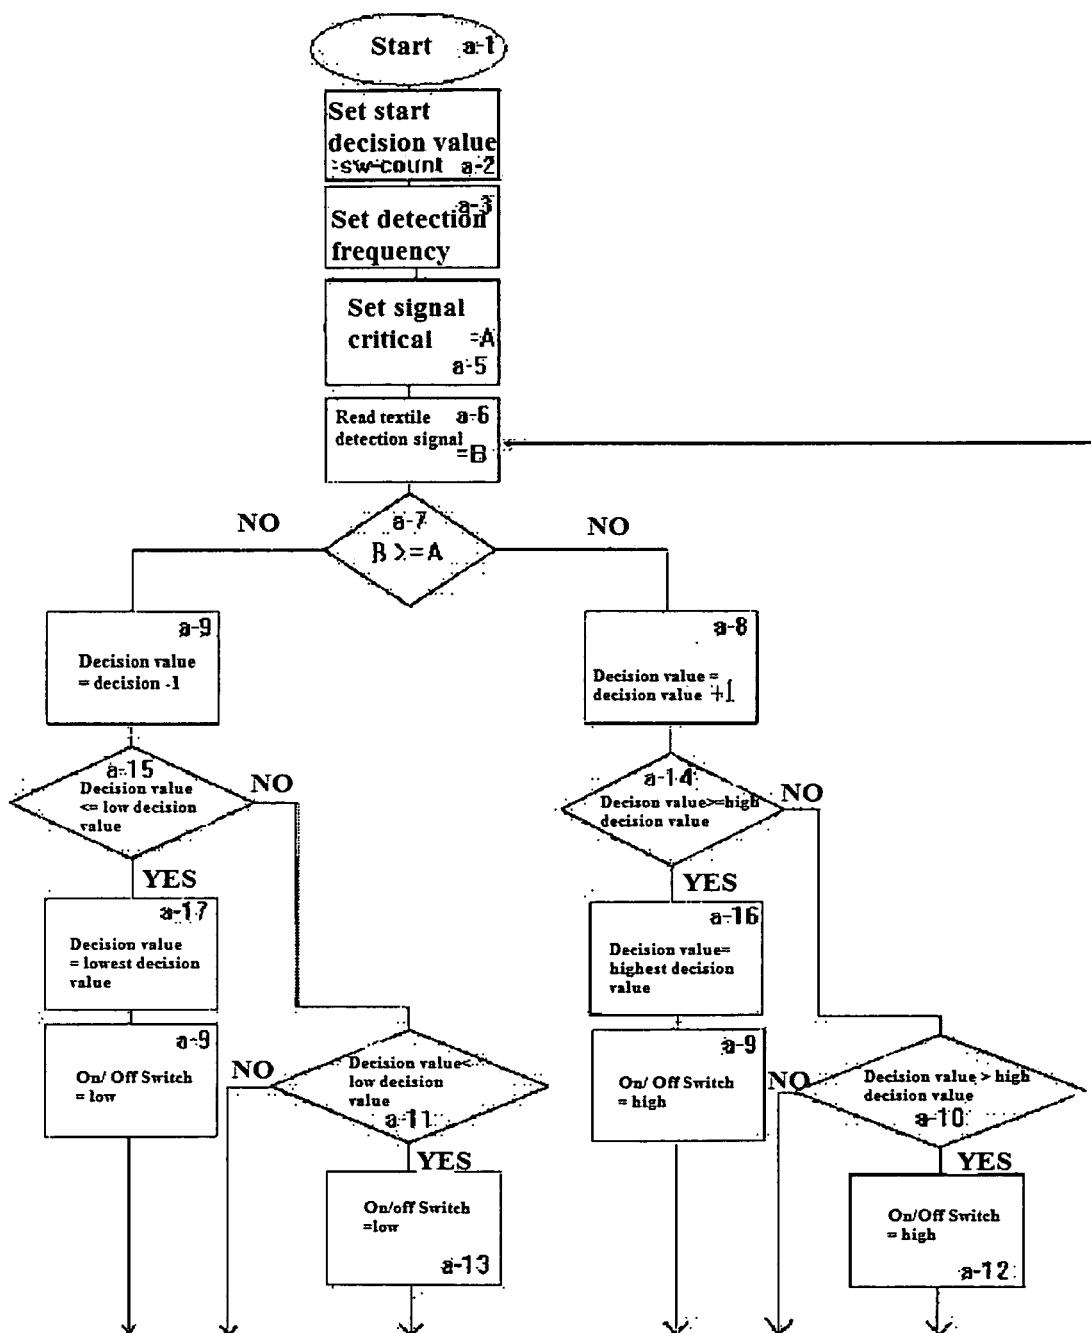 Start a-1
Set start
decision value
=sw-count a-2
a-3
Set detection
frequency
Set signal
critical =A
a-5
Read textile a-6
detection signal
=B
NO
a-7
NO
B >= A
a-9
Decision value
= decision -1
a-8
Decision value =
decision value +1
a-15
Decision value
<= low decision
value
NO
YES
a-14
Decison value>=high
decision value
NO
YES
a-17
Decision value
= lowest decision
value
a-16
Decision value=
highest decision
value
a-9
On/ Off Switch
= low
NO
Decision value<
low decision
value
a-11
YES
a-9
On/ Off Switch
= high
NO
Decision value > high
decision value
a-10
YES
On/off Switch
=low
a-13
On/Off Switch
= high
a-12